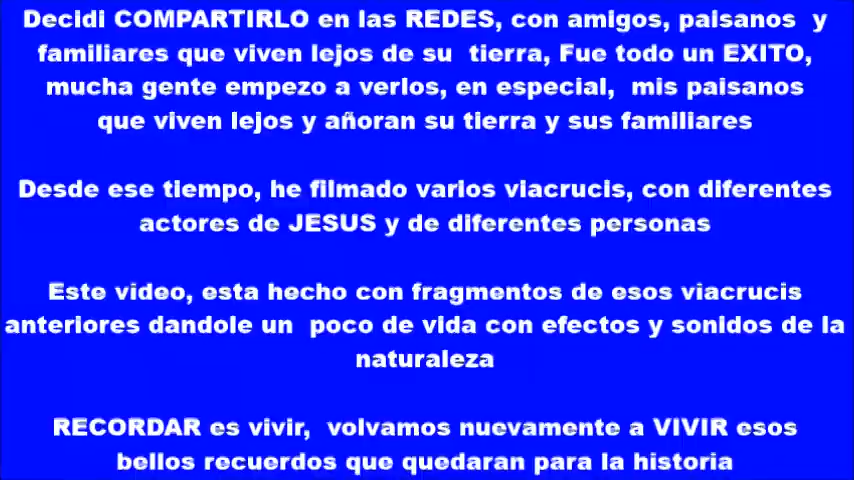 Decidi COMPARTIRLO en las REDES, con amigos, paisanos y
familiares que viven lejos de su tierra, Fue todo un EXITO,
mucha gente empezo a verlos, en especial, mis paisanos
que viven lejos y añoran su tierra y sus familiares
Desde ese tiempo, he filmado varios viacrucis, con diferentes
actores de JESUS y de diferentes personas
Este video, esta hecho con fragmentos de esos viacrucis
anteriores dandole un poco de vida con efectos y sonidos de la
naturaleza
RECORDAR es vivir, volvamos nuevamente a VIVIR esos
bellos recuerdos que quedaran para la historia